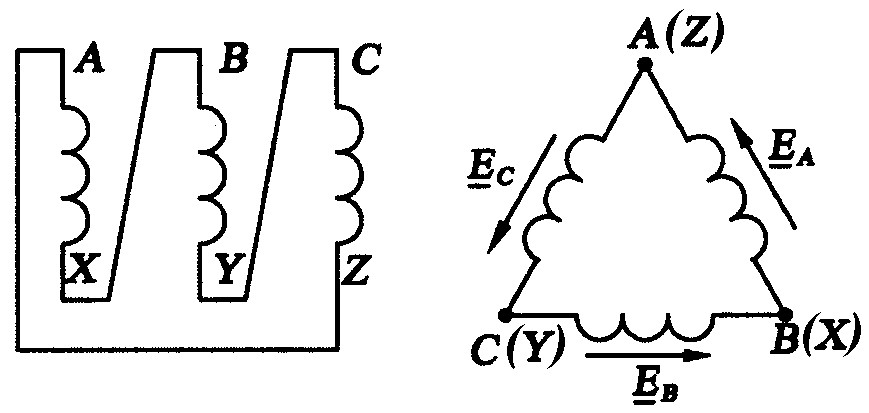 A B C
X Y Z
A(Z)
E_C E_A
C(Y) B(X)
E_B